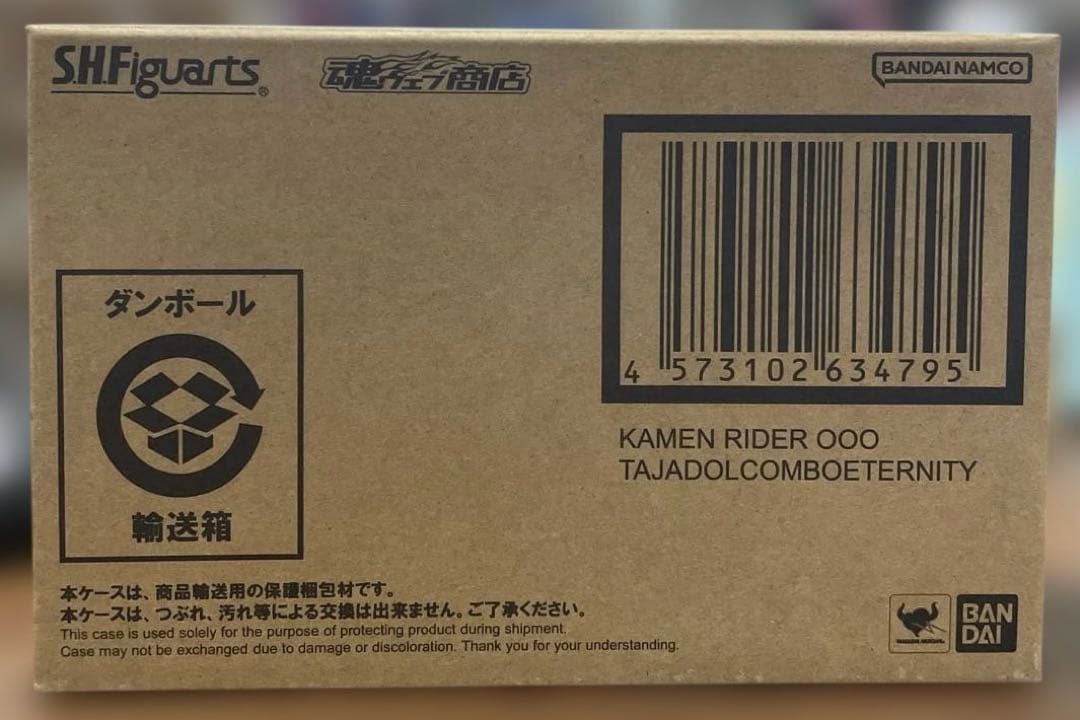 S.H.Figuarts®
魂ウェブ商店
BANDAI NAMCO
4 573102 634795
KAMEN RIDER OOO
TAJADOLCOMBOETERNITY
ダンボール
輸送箱
本ケースは、商品輸送用の保護梱包材です。
本ケースは、つぶれ、汚れ等による交換は出来ません。ご了承ください。
This case is used solely for the purpose of protecting product during shipment.
Case may not be exchanged due to damage or discoloration. Thank you for your understanding.
BAN
DAI